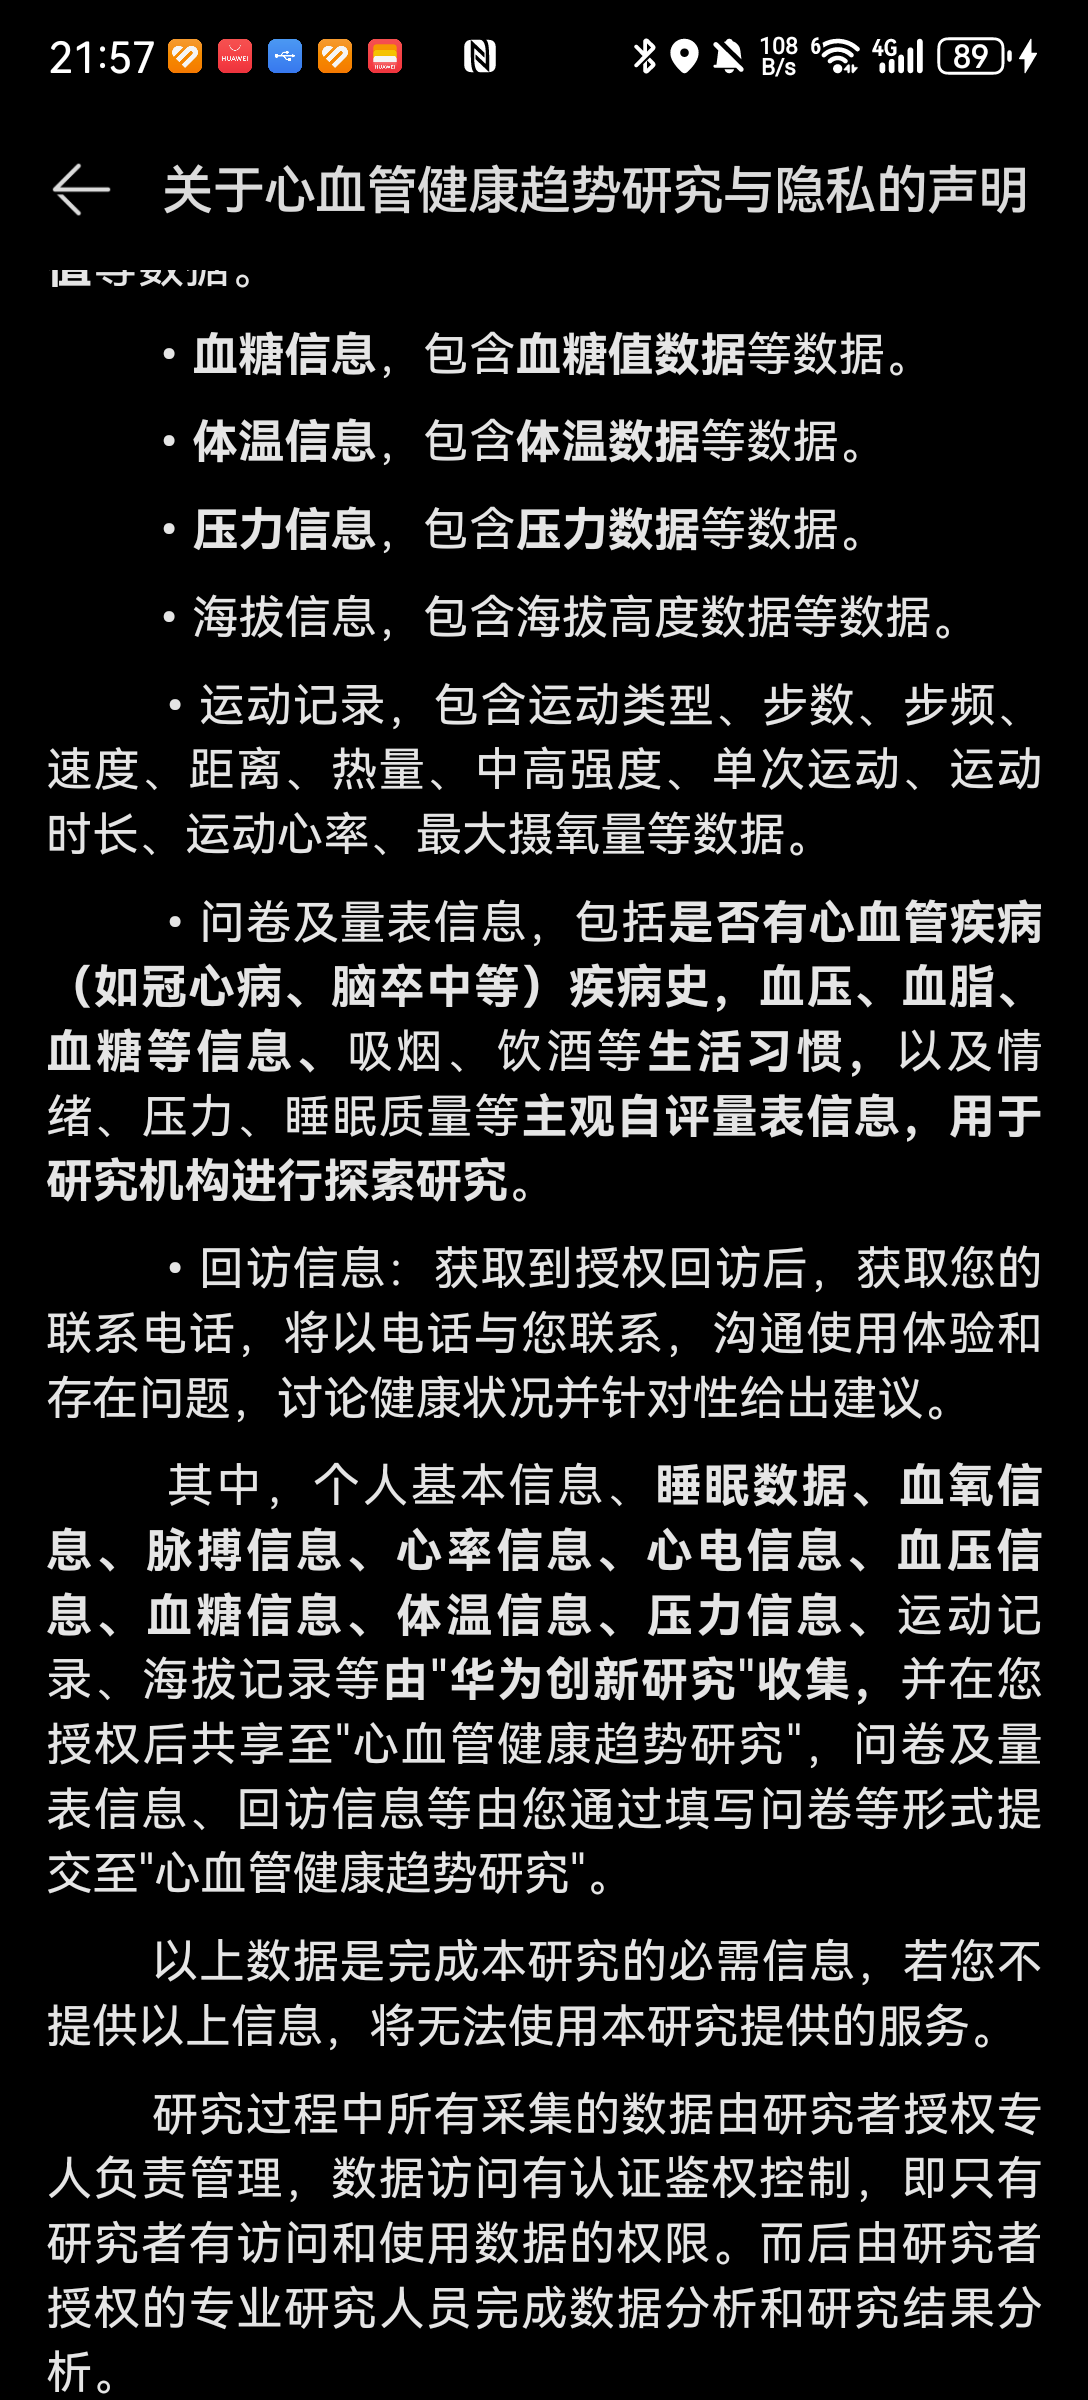 21:57
HUAWEI
HUAWEI
108
B/s
6
4G
89
关于心血管健康趋势研究与隐私的声明
值等数据。
• 血糖信息，包含血糖值数据等数据。
• 体温信息，包含体温数据等数据。
• 压力信息，包含压力数据等数据。
• 海拔信息，包含海拔高度数据等数据。
• 运动记录，包含运动类型、步数、步频、
速度、距离、热量、中高强度、单次运动、运动
时长、运动心率、最大摄氧量等数据。
• 问卷及量表信息，包括是否有心血管疾病
（如冠心病、脑卒中等）疾病史，血压、血脂、
血糖等信息、吸烟、饮酒等生活习惯，以及情
绪、压力、睡眠质量等主观自评量表信息，用于
研究机构进行探索研究。
• 回访信息：获取到授权回访后，获取您的
联系电话，将以电话与您联系，沟通使用体验和
存在问题，讨论健康状况并针对性给出建议。
其中，个人基本信息、睡眠数据、血氧信
息、脉搏信息、心率信息、心电信息、血压信
息、血糖信息、体温信息、压力信息、运动记
录、海拔记录等由"华为创新研究"收集，并在您
授权后共享至"心血管健康趋势研究"，问卷及量
表信息、回访信息等由您通过填写问卷等形式提
交至"心血管健康趋势研究"。
以上数据是完成本研究的必需信息，若您不
提供以上信息，将无法使用本研究提供的服务。
研究过程中所有采集的数据由研究者授权专
人负责管理，数据访问有认证鉴权控制，即只有
研究者有访问和使用数据的权限。而后由研究者
授权的专业研究人员完成数据分析和研究结果分
析。